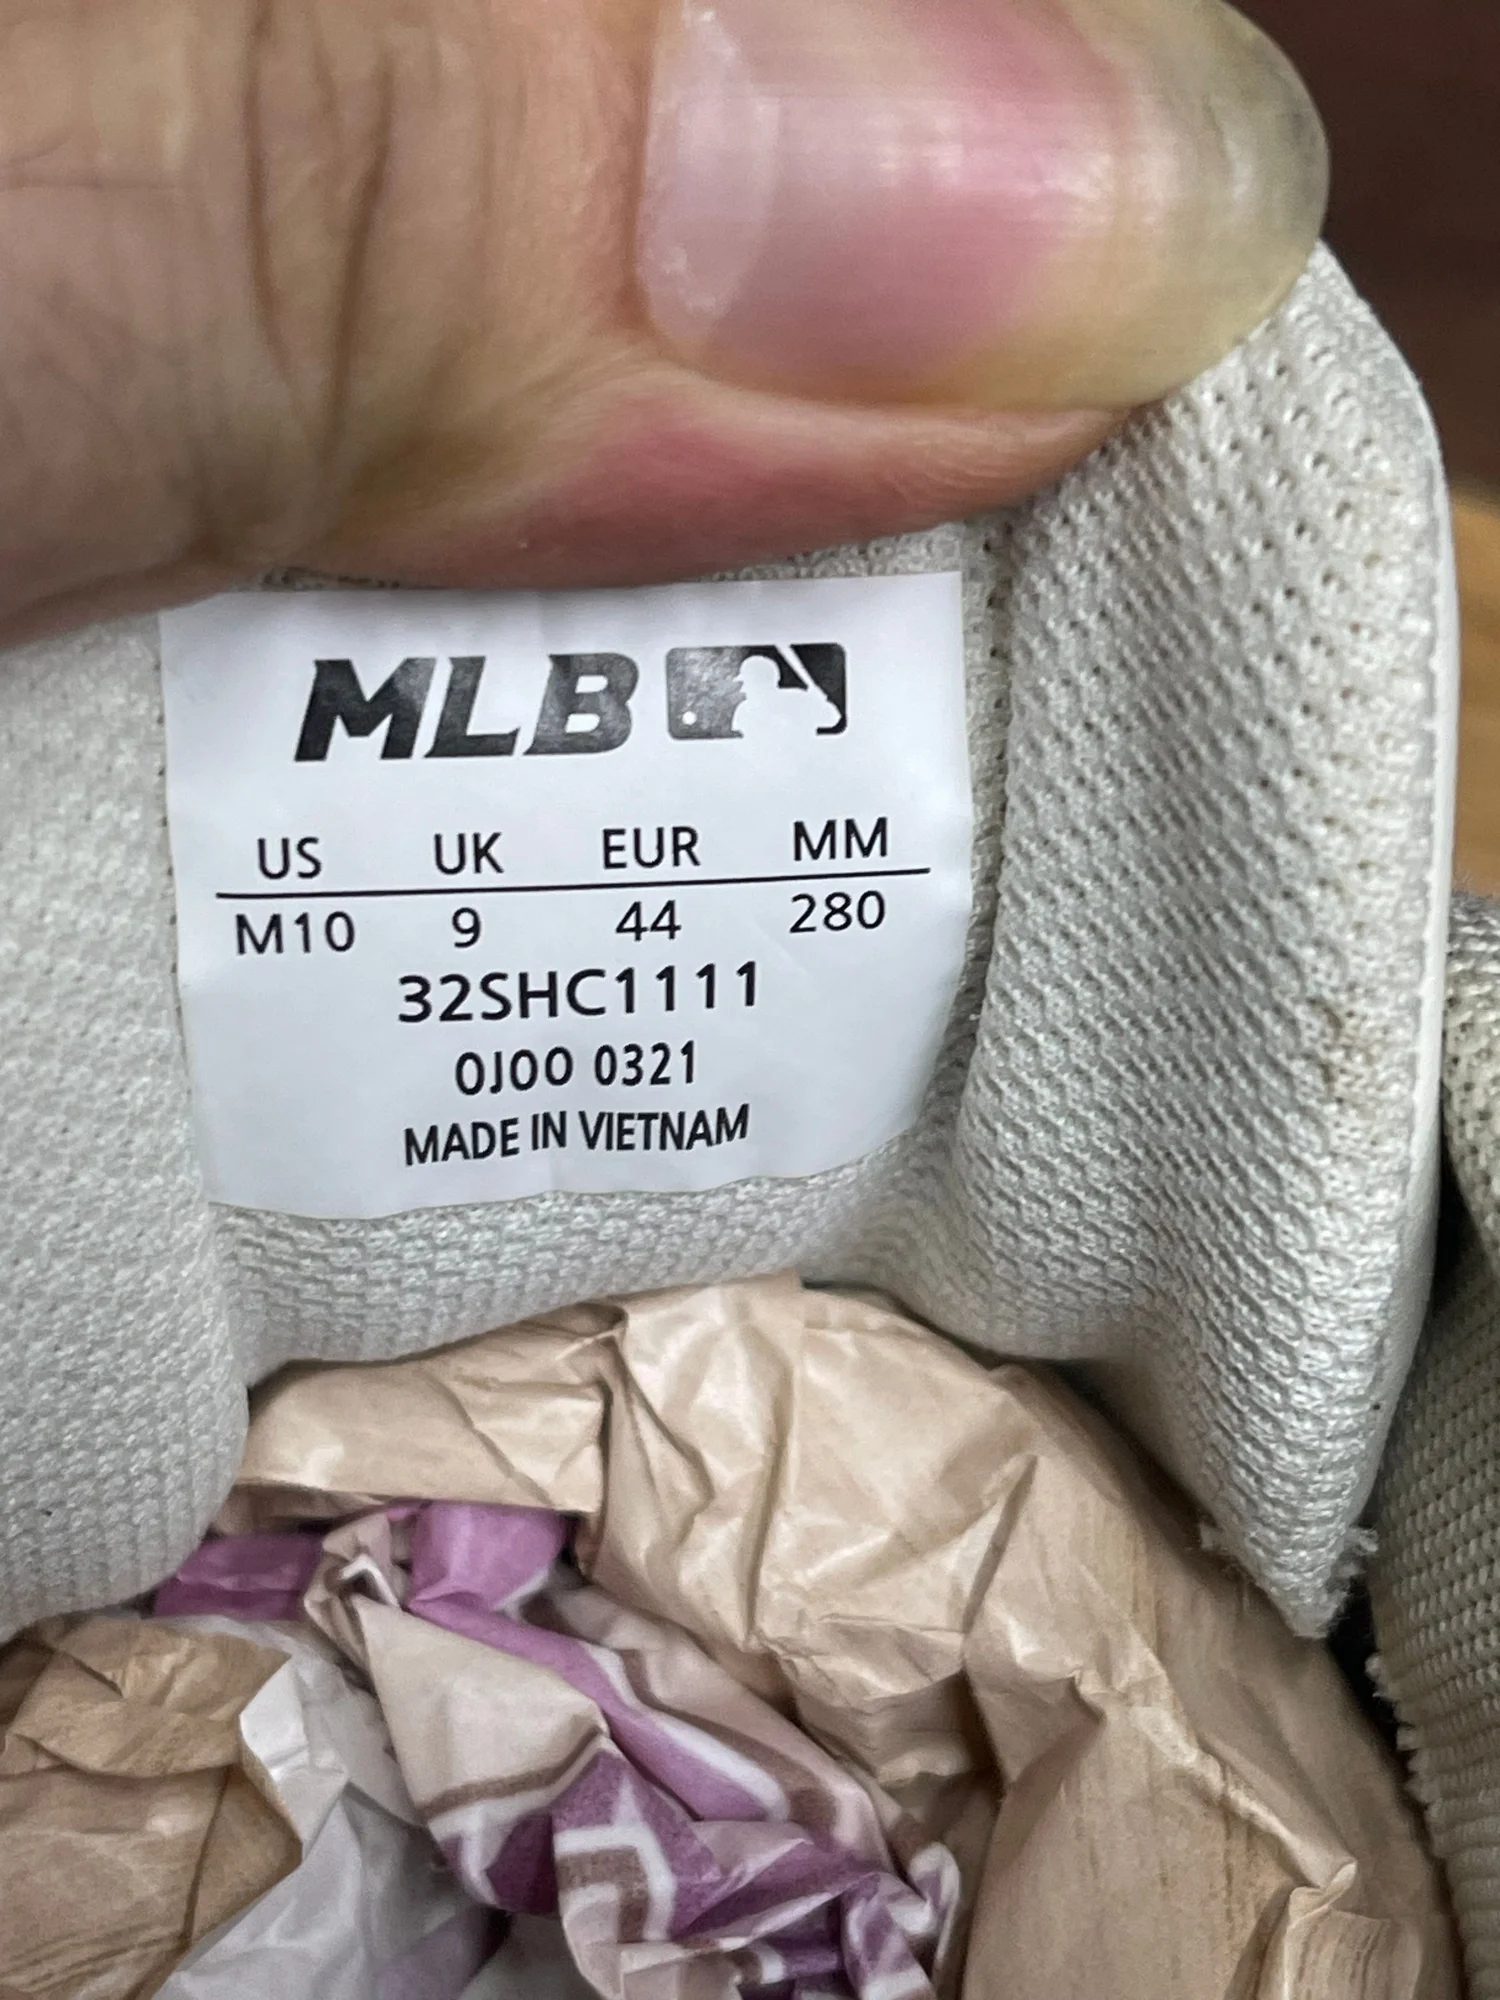 MLB
US UK EUR MM
M10 9 44 280
32SHC1111
0J00 0321
MADE IN VIETNAM